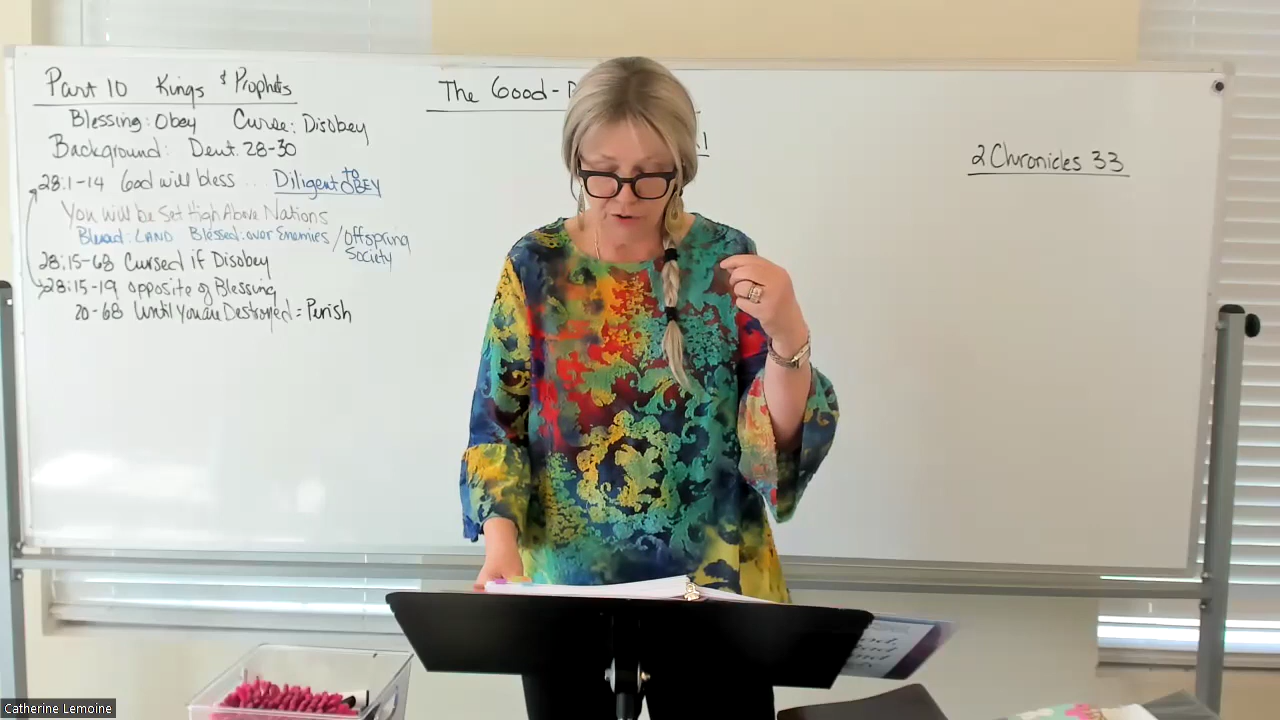 Part 10 Kings & Prophets
Blessing: Obey Curse: Disobey
Background: Deut. 28-30
28:1-14 God will bless... Diligent to OBEY
You will be Set High Above Nations
Blessed: over Enemies / Offspring
LAND
Society
28:15-68 Cursed if Disobey
28:15-19 opposite of Blessing
20-68 Until You are Destroyed = Perish
The Good-
2 Chronicles 33
Catherine Lemoine